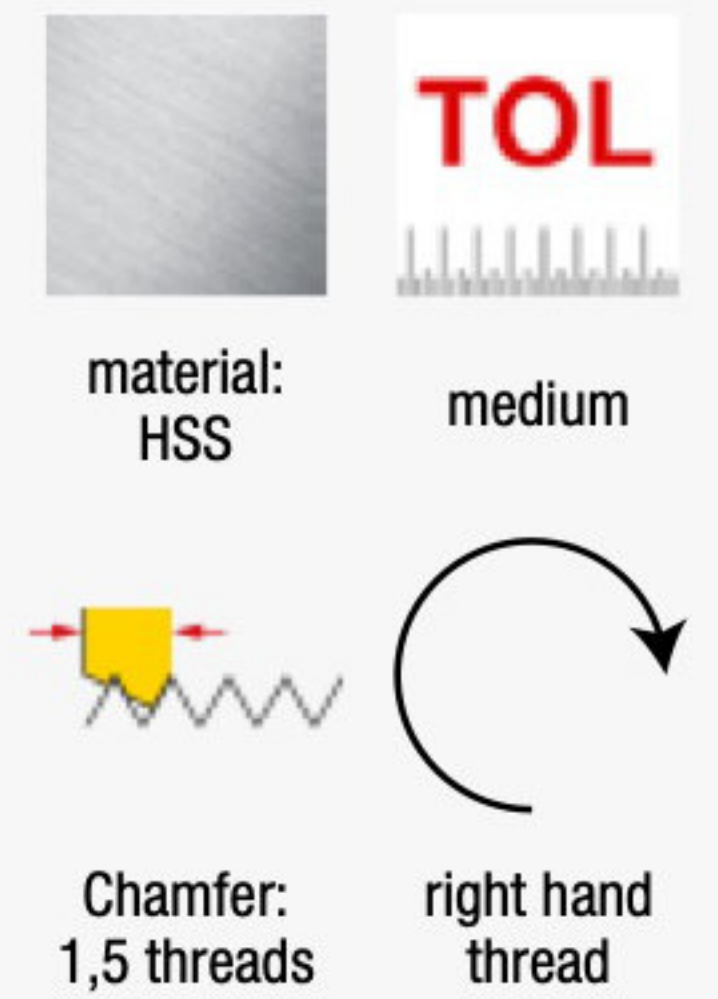 TOL
material:
HSS
medium
Chamfer:
1,5 threads
right hand
thread